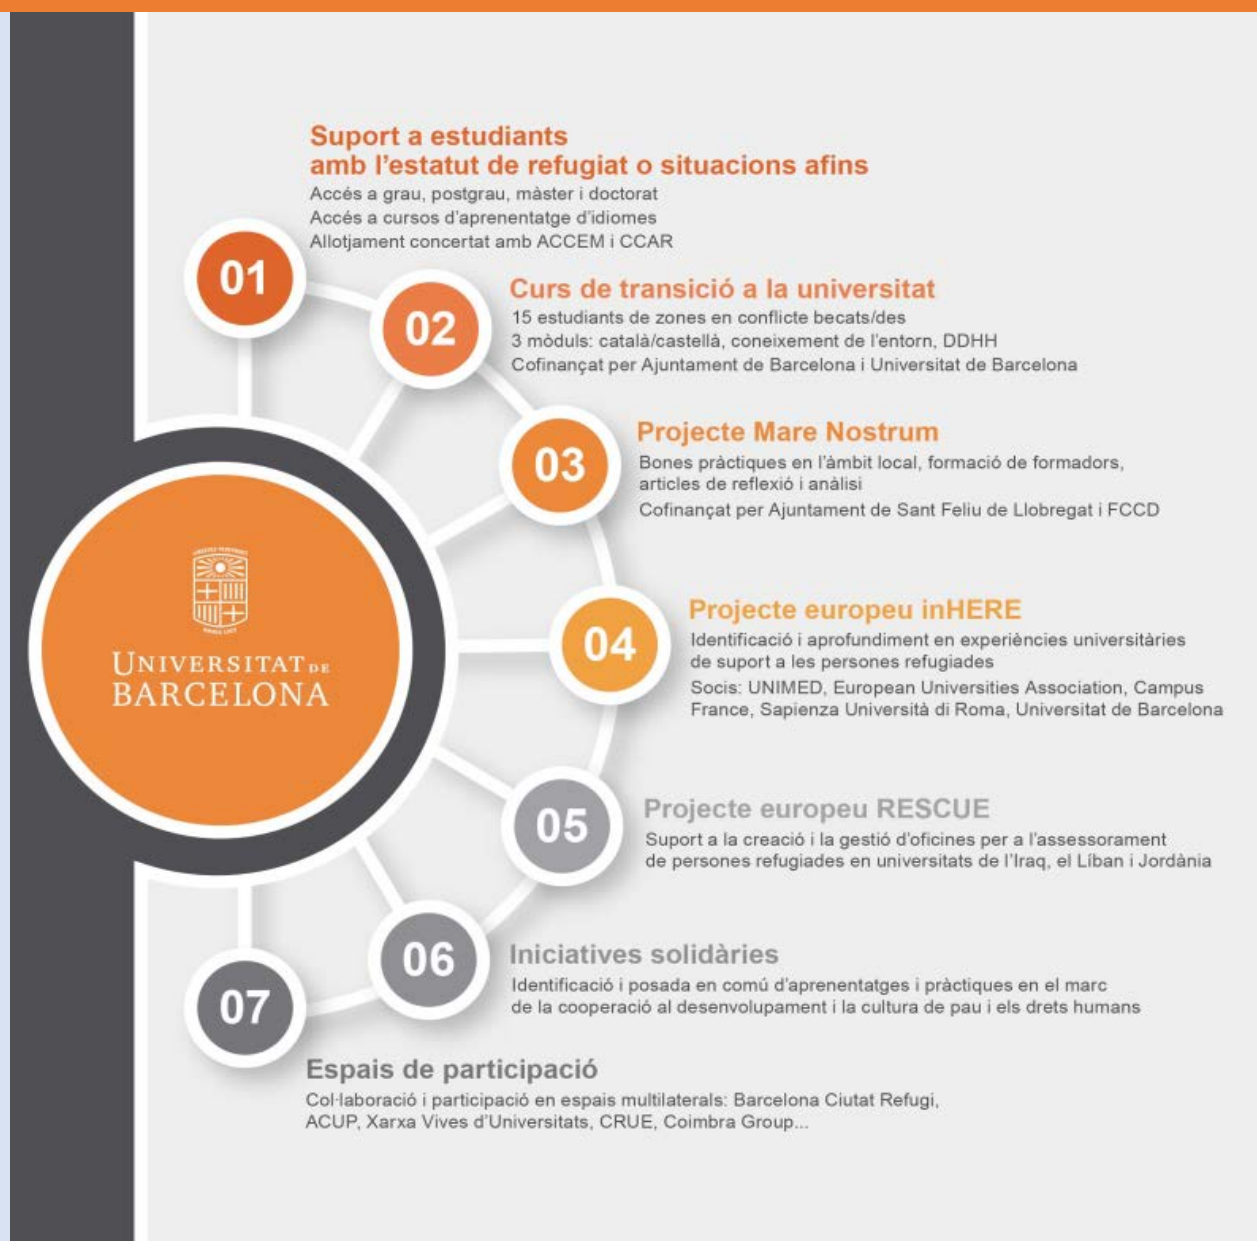 01
Suport a estudiants
amb l'estatut de refugiat o situacions afins
Accés a grau, postgrau, màster i doctorat
Accés a cursos d'aprenentatge d'idiomes
Allotjament concertat amb ACCEM i CCAR
02
Curs de transició a la universitat
15 estudiants de zones en conflicte becats/des
3 mòduls: català/castellà, coneixement de l'entorn, DDHH
Cofinançat per Ajuntament de Barcelona i Universitat de Barcelona
03
Projecte Mare Nostrum
Bones pràctiques en l'àmbit local, formació de formadors,
articles de reflexió i anàlisi
Cofinançat per Ajuntament de Sant Feliu de Llobregat i FCCD
UNIVERSITAT DE
BARCELONA
04
Projecte europeu inHERE
Identificació i aprofundiment en experiències universitàries
de suport a les persones refugiades
Socis: UNIMED, European Universities Association, Campus
France, Sapienza Università di Roma, Universitat de Barcelona
05
Projecte europeu RESCUE
Suport a la creació i la gestió d'oficines per a l'assessorament
de persones refugiades en universitats de l'Iraq, el Líban i Jordània
06
Iniciatives solidàries
Identificació i posada en comú d'aprenentatges i pràctiques en el marc
de la cooperació al desenvolupament i la cultura de pau i els drets humans
07
Espais de participació
Col·laboració i participació en espais multilaterals: Barcelona Ciutat Refugi,
ACUP, Xarxa Vives d'Universitats, CRUE, Coimbra Group...